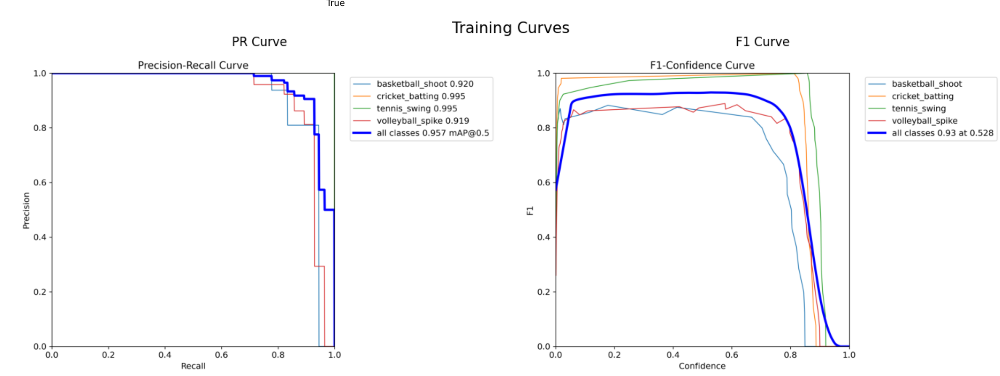 True
Training Curves
PR Curve
F1 Curve
Precision-Recall Curve
1.0
0.8
0.6
0.4
0.2
0.0
Precision
0.0 0.2 0.4 0.6 0.8 1.0
Recall
basketball_shoot 0.920
cricket_batting 0.995
tennis_swing 0.995
volleyball_spike 0.919
all classes 0.957 mAP@0.5
F1-Confidence Curve
1.0
0.8
0.6
0.4
0.2
0.0
F1
0.0 0.2 0.4 0.6 0.8 1.0
Confidence
basketball_shoot
cricket_batting
tennis_swing
volleyball_spike
all classes 0.93 at 0.528